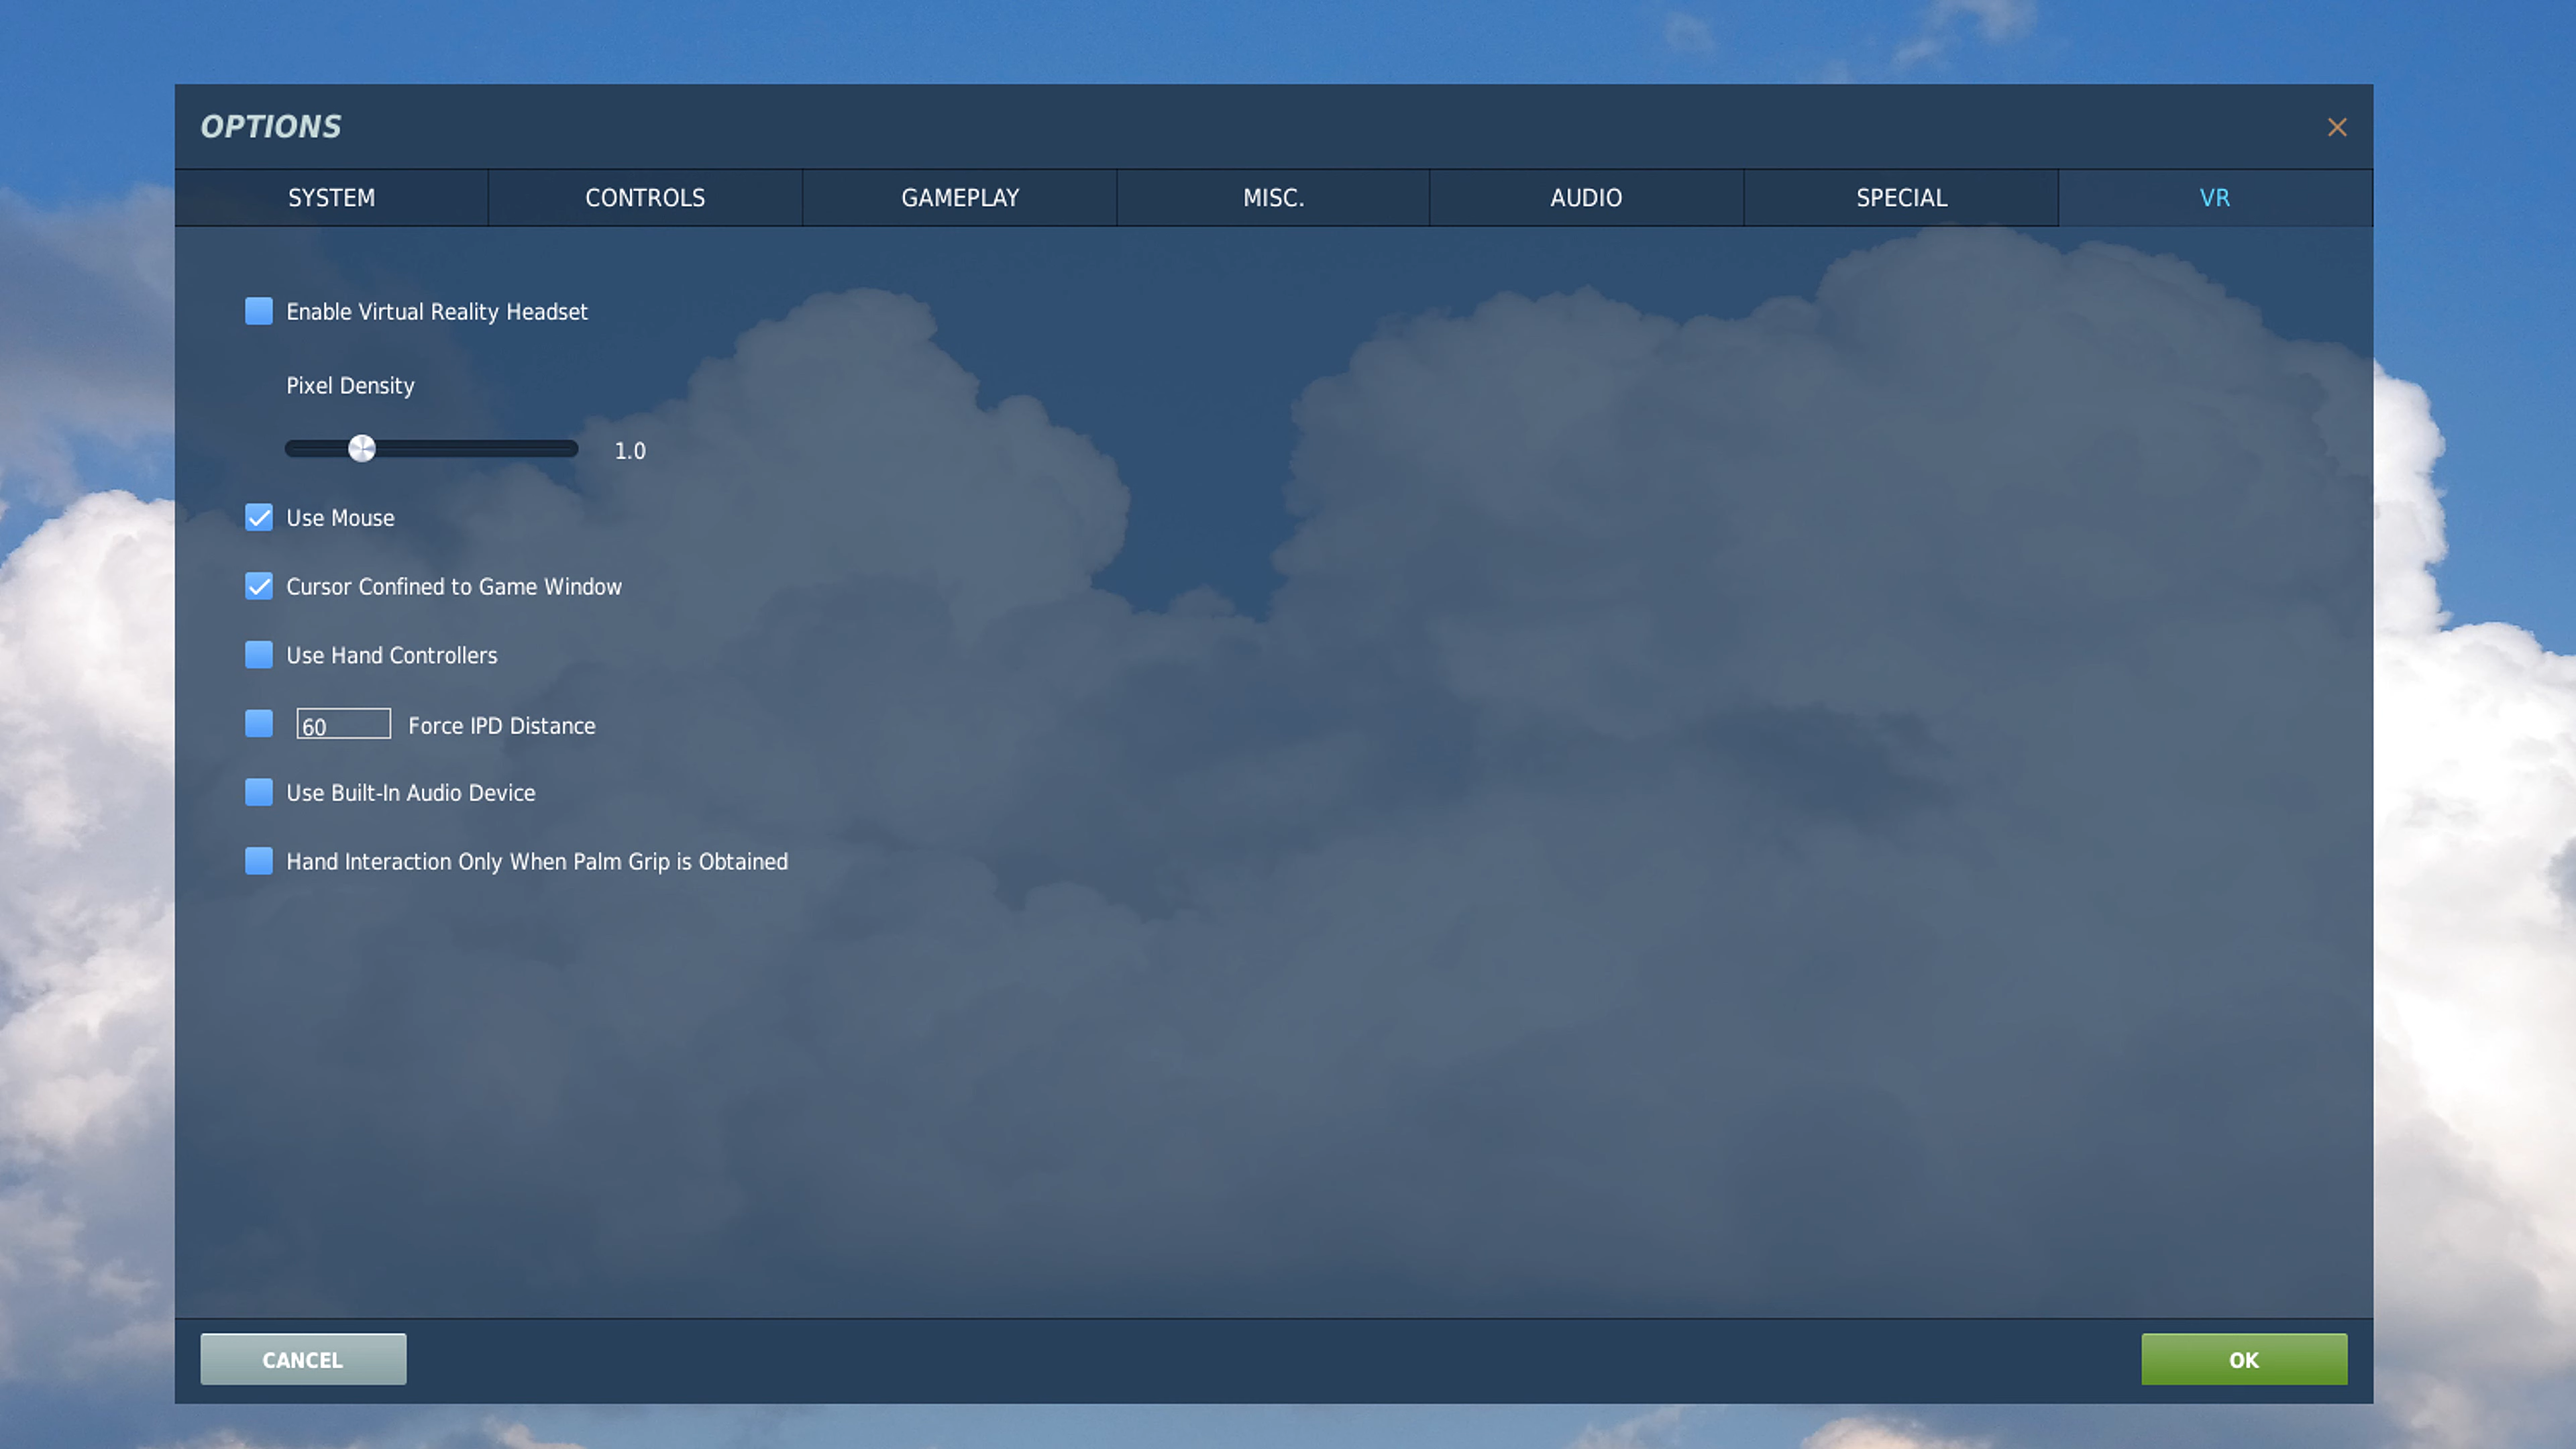 OPTIONS
SYSTEM CONTROLS GAMEPLAY MISC. AUDIO SPECIAL VR
Enable Virtual Reality Headset
Pixel Density
1.0
Use Mouse
Cursor Confined to Game Window
Use Hand Controllers
60 Force IPD Distance
Use Built-In Audio Device
Hand Interaction Only When Palm Grip is Obtained
CANCEL OK